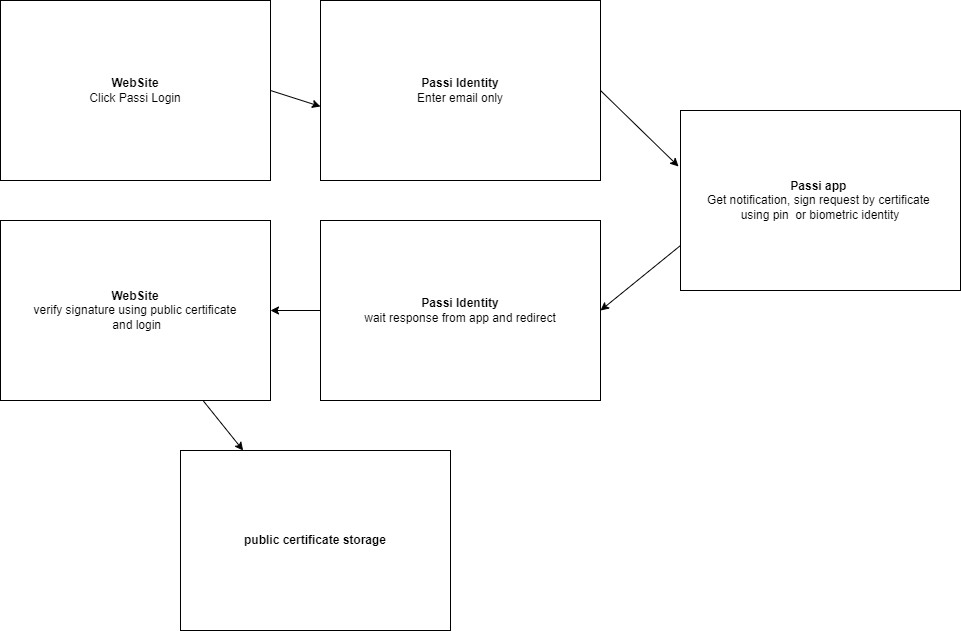 WebSite
Click Passi Login
Passi Identity
Enter email only
Passi app
Get notification, sign request by certificate
using pin  or biometric identity
WebSite
verify signature using public certificate
and login
Passi Identity
wait response from app and redirect
public certificate storage